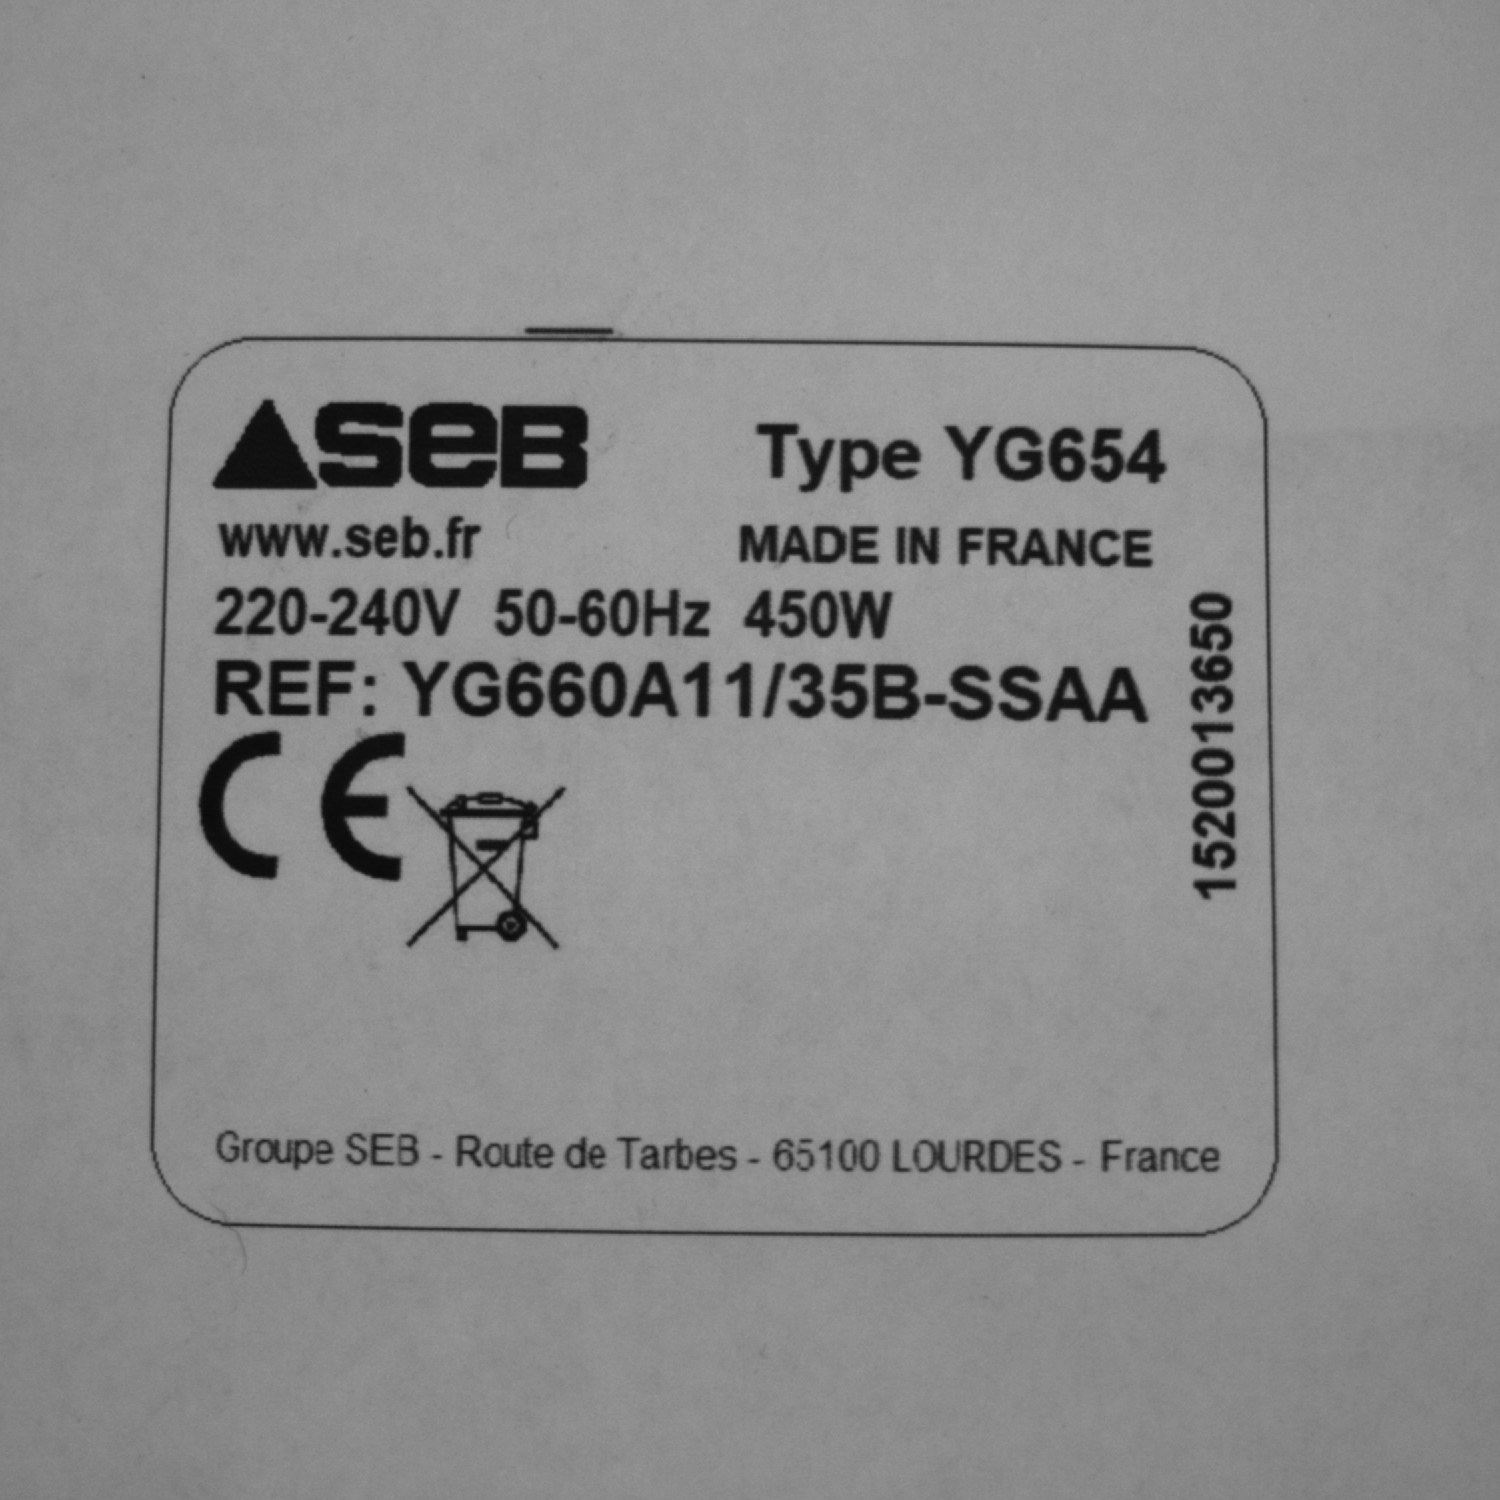 SEB
Type YG654
www.seb.fr
MADE IN FRANCE
220-240V 50-60Hz 450W
REF: YG660A11/35B-SSAA
1520013650
CE
Groupe SEB - Route de Tarbes - 65100 LOURDES - France